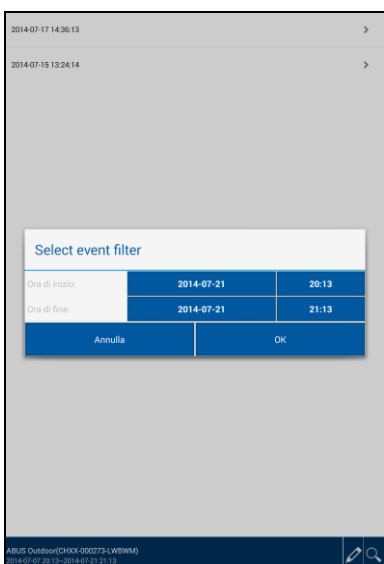 2014-07-17 14:36:13
2014-07-15 13:24:14
Select event filter
Ora di inizio: 2014-07-21 20:13
Ora di fine: 2014-07-21 21:13
Annulla OK
ABUS Outdoor(CHXX-000273-LWBWM)
2014-07-07 20:13~2014-07-21 21:13